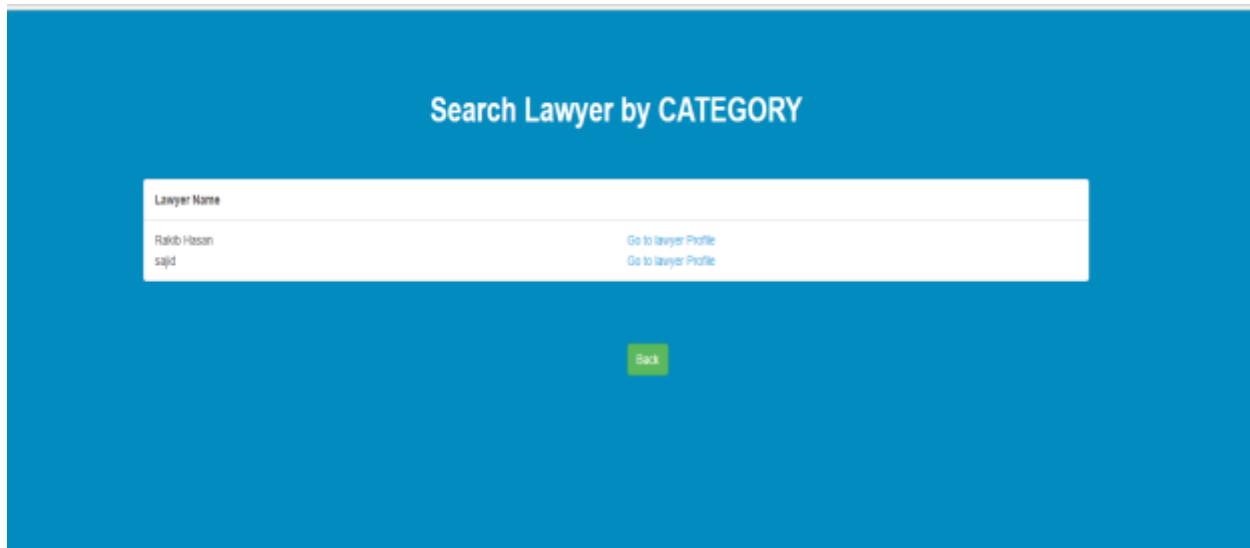 Search Lawyer by CATEGORY
Lawyer Name
Rakib Hasan Go to lawyer Profile
sajid Go to lawyer Profile
Back